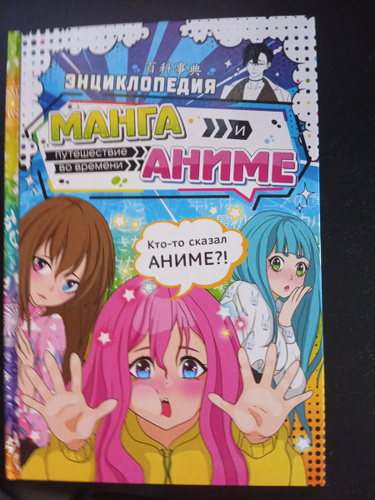 百科事典
ЭНЦИКЛОПЕДИЯ
МАНГА
И
путешествие
во времени
АНИМЕ
Кто-то сказал
АНИМЕ?!